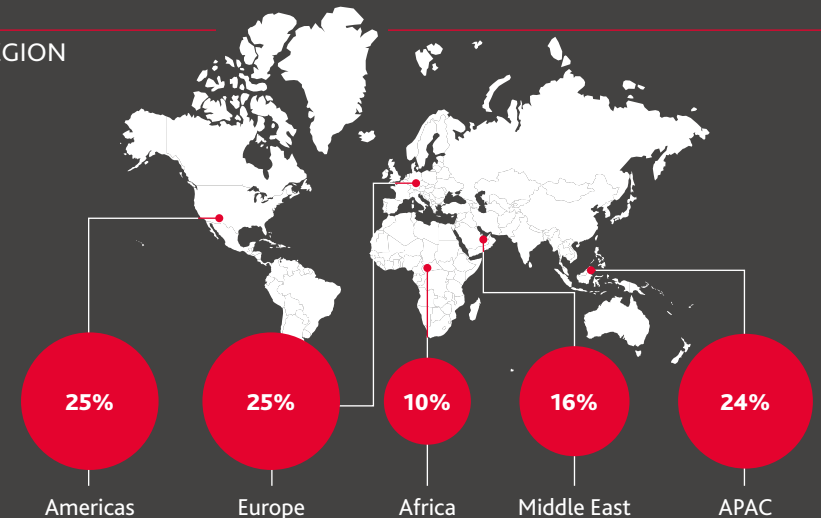 GION
25%
25%
10%
16%
24%
Americas
Europe
Africa
Middle East
APAC